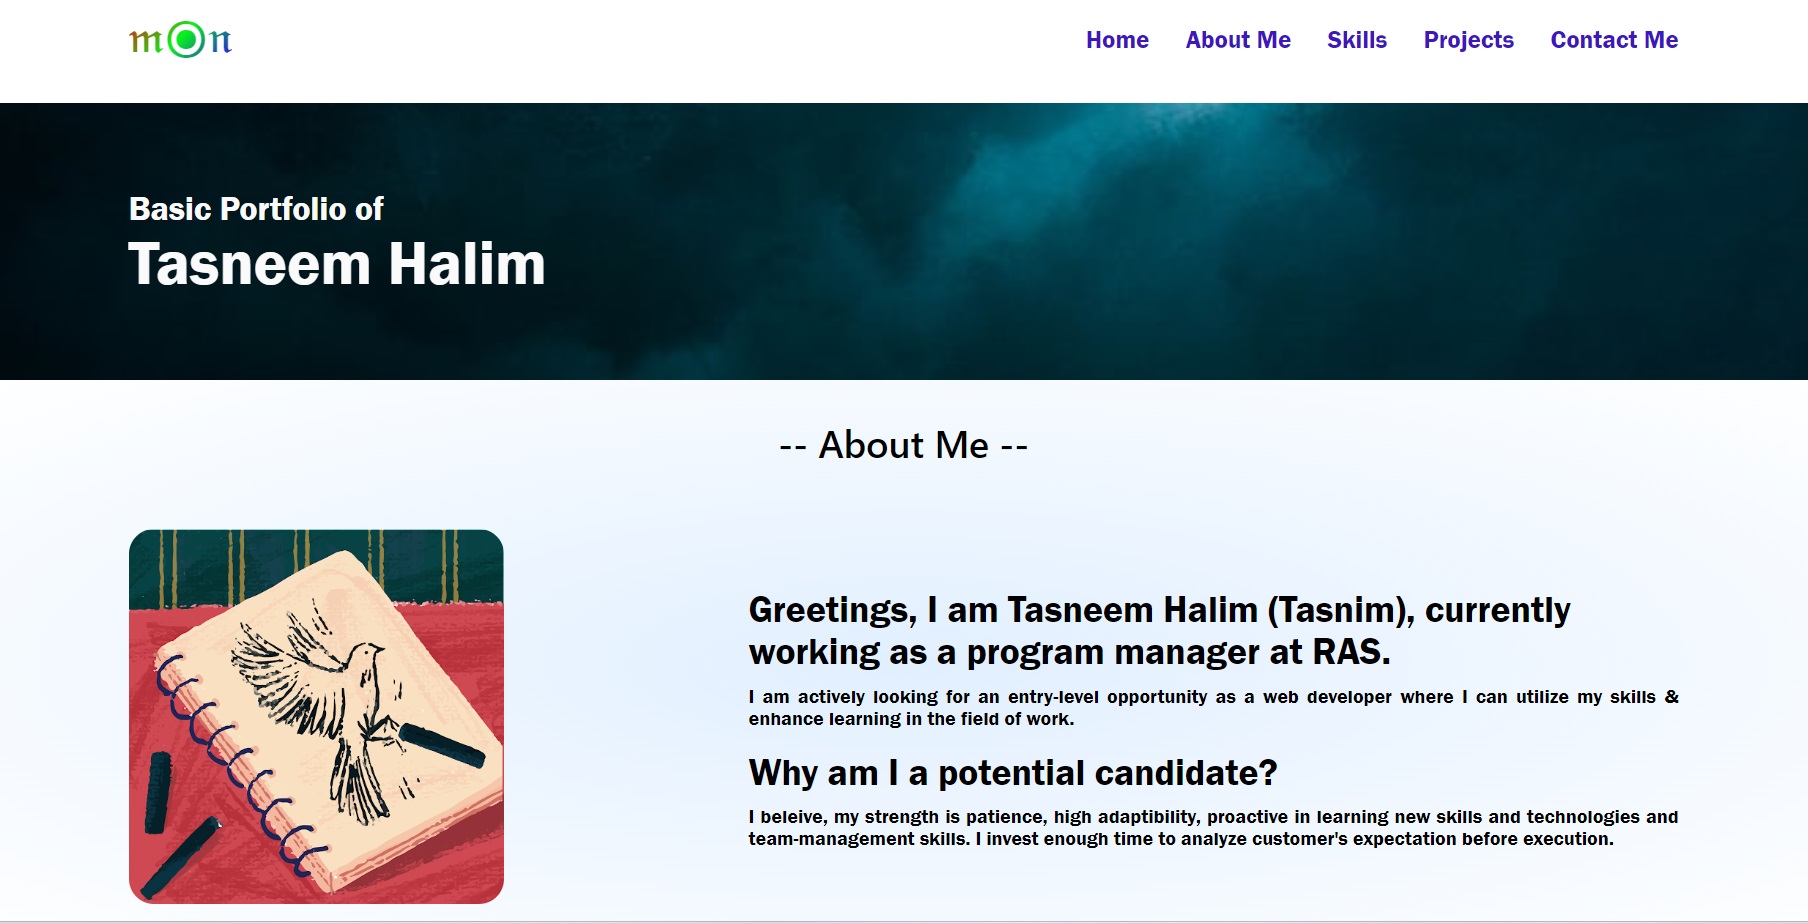 mOn
Home About Me Skills Projects Contact Me
Basic Portfolio of
Tasneem Halim
-- About Me --
Greetings, I am Tasneem Halim (Tasnim), currently
working as a program manager at RAS.
I am actively looking for an entry-level opportunity as a web developer where I can utilize my skills &
enhance learning in the field of work.
Why am I a potential candidate?
I beleive, my strength is patience, high adaptibility, proactive in learning new skills and technologies and
team-management skills. I invest enough time to analyze customer's expectation before execution.